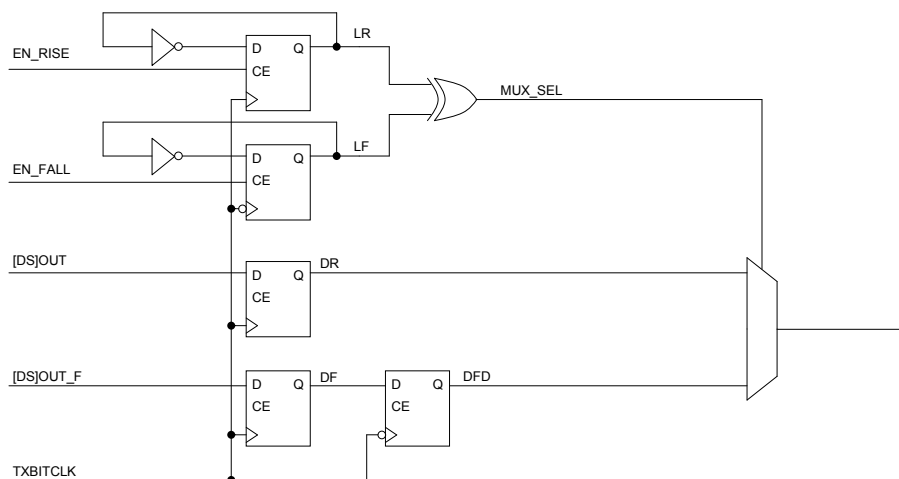 LR
D Q
EN_RISE
CE
MUX_SEL
LF
D Q
EN_FALL
CE
[DS]OUT
D Q
DR
CE
[DS]OUT_F
D Q
DF
D Q
DFD
CE
CE
TXBITCLK